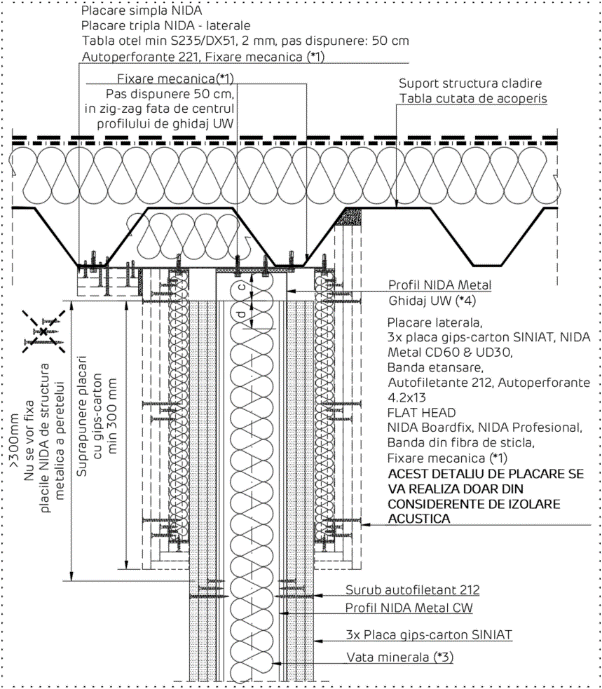 Placare simpla NIDA
Placare tripla NIDA - laterale
Tabla otel min S235/DX51, 2 mm, pas dispunere: 50 cm
Autoperforante 221, Fixare mecanica (*1)
Fixare mecanica(*1)
Pas dispunere 50 cm,
in zig-zag fata de centrul
profilului de ghidaj UW
Suport structura cladire
Tabla cutata de acoperis
c
d
Profil NIDA Metal
Ghidaj UW (*4)
Placare laterala,
3x placa gips-carton SINIAT, NIDA
Metal CD60 & UD30,
Banda etansare,
Autofiletante 212, Autoperforante
4.2x13
FLAT HEAD
NIDA Boardfix, NIDA Profesional,
Banda din fibra de sticla,
Fixare mecanica (*1)
ACEST DETALIU DE PLACARE SE
VA REALIZA DOAR DIN
CONSIDERENTE DE IZOLARE
ACUSTICA
>300mm
Nu se vor fixa
placile NIDA de structura
metalica a peretelui
Suprapunere placari
cu gips-carton
min 300 mm
Surub autofiletant 212
Profil NIDA Metal CW
3x Placa gips-carton SINIAT
Vata minerala (*3)